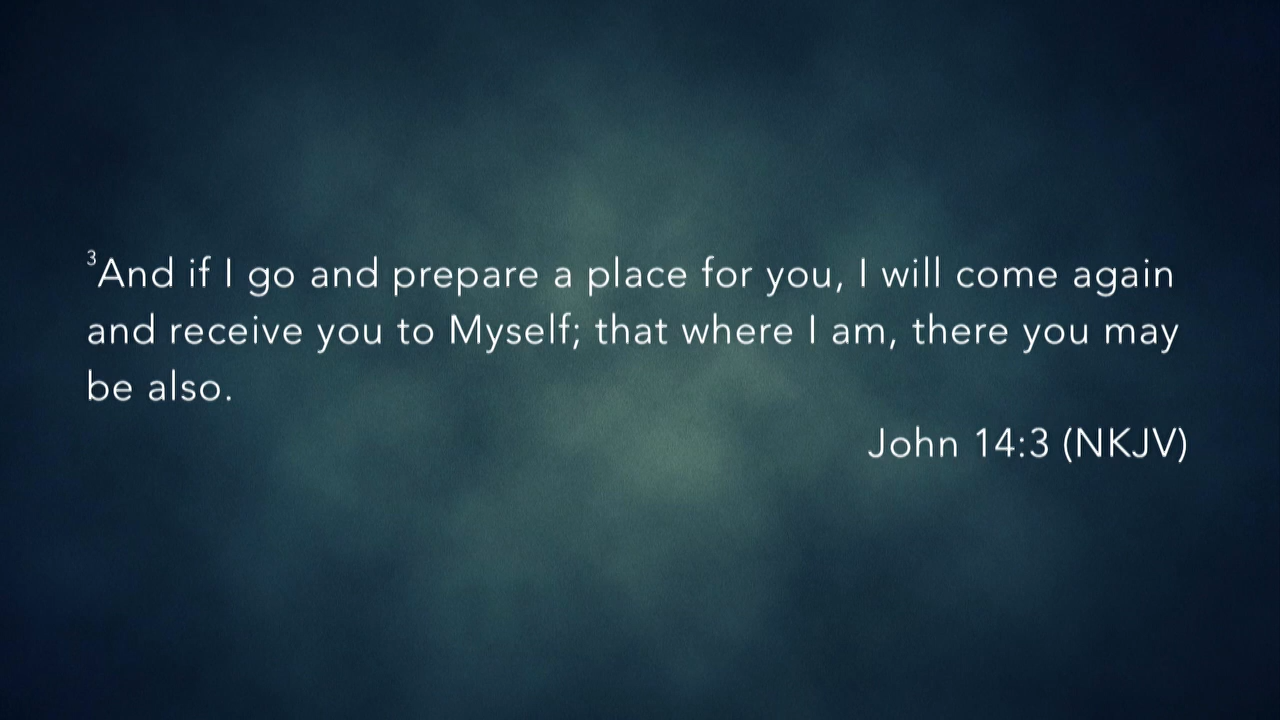 ³And if I go and prepare a place for you, I will come again
and receive you to Myself; that where I am, there you may
be also.
John 14:3 (NKJV)